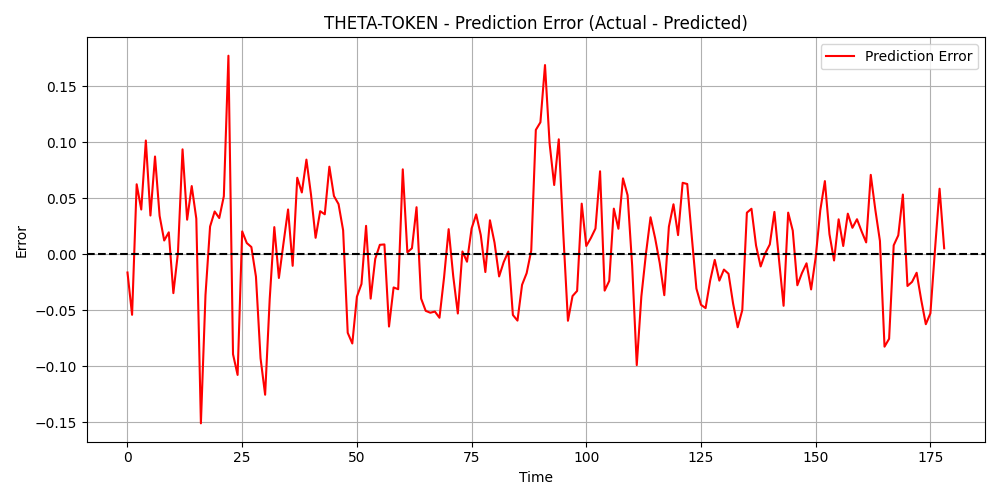 THETA-TOKEN - Prediction Error (Actual - Predicted)
Prediction Error
Error
0.15
0.10
0.05
0.00
−0.05
−0.10
−0.15
0 25 50 75 100 125 150 175
Time